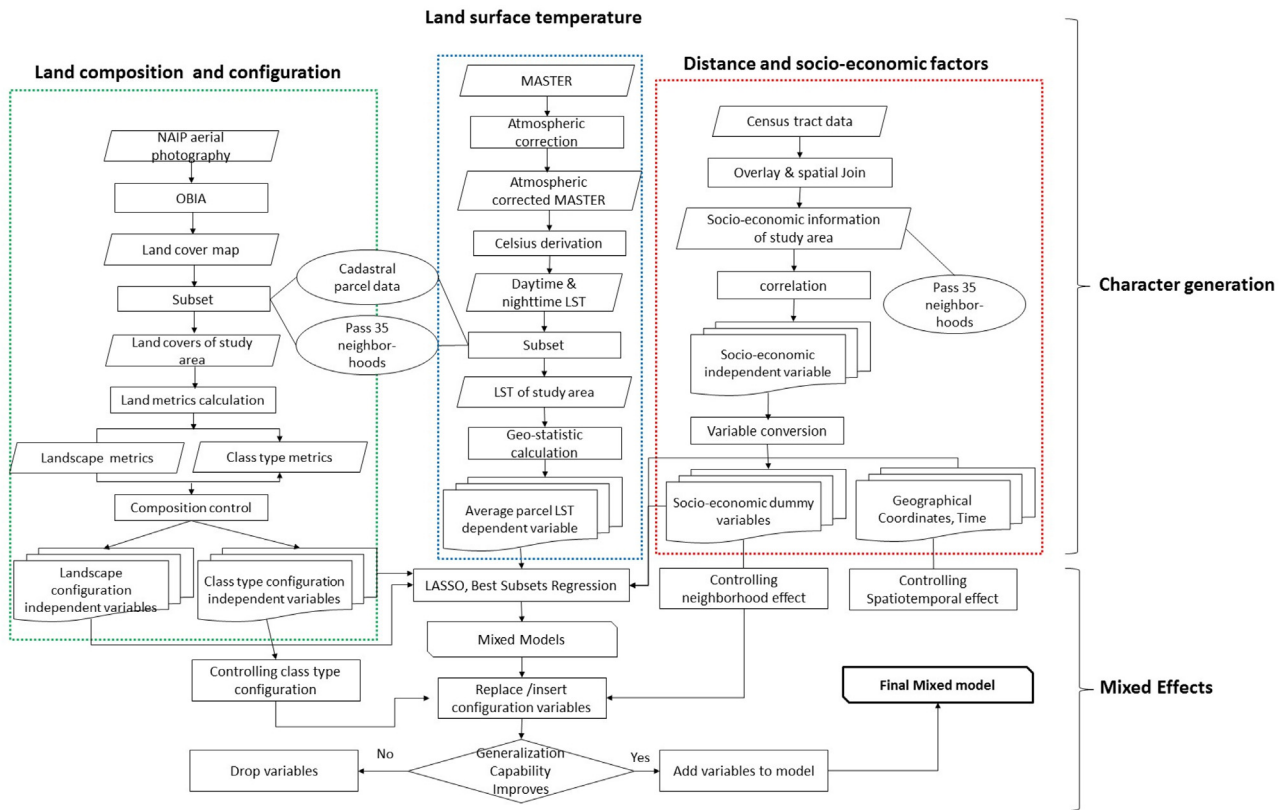 Land surface temperature
Land composition and configuration
Distance and socio-economic factors
NAIP aerial
photography
OBIA
Land cover map
Subset
Land covers of study
area
Land metrics calculation
Landscape metrics
Class type metrics
Composition control
Landscape
configuration
independent variables
Class type configuration
independent variables
Controlling class type
configuration
Cadastral
parcel data
Pass 35
neighbor-
hoods
MASTER
Atmospheric
correction
Atmospheric
corrected MASTER
Celsius derivation
Daytime &
nighttime LST
Subset
LST of study area
Geo-statistic
calculation
Average parcel LST
dependent variable
Census tract data
Overlay & spatial Join
Socio-economic information
of study area
Pass 35
neighbor-
hoods
correlation
Socio-economic
independent variable
Variable conversion
Socio-economic dummy
variables
Geographical
Coordinates, Time
Character generation
LASSO, Best Subsets Regression
Controlling
neighborhood effect
Controlling
Spatiotemporal effect
Mixed Models
Replace /insert
configuration variables
Final Mixed model
Mixed Effects
Generalization
Capability
Improves
No
Yes
Drop variables
Add variables to model